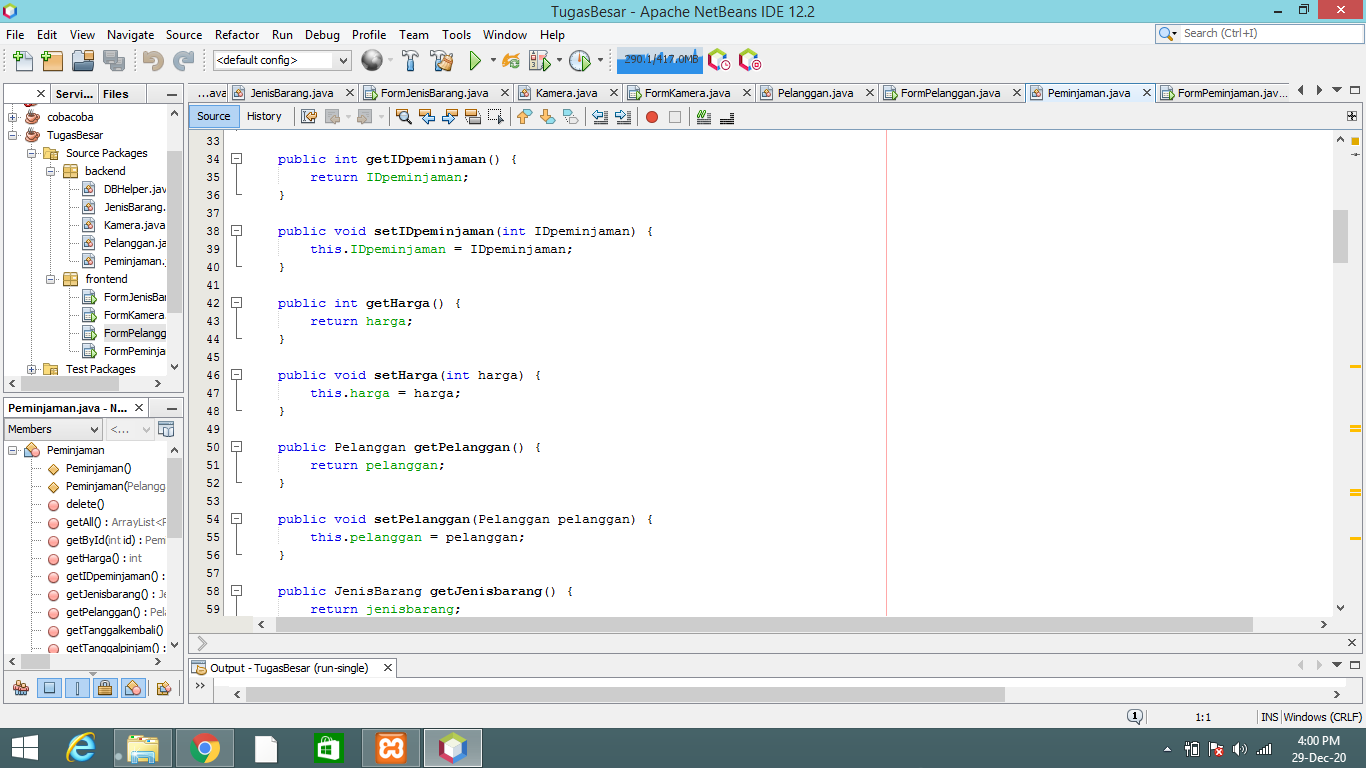 TugasBesar - Apache NetBeans IDE 12.2
File Edit View Navigate Source Refactor Run Debug Profile Team Tools Window Help
Search (Ctrl+I)
<default config>
290.1/417.0MB
Servi... Files
...ava JenisBarang.java FormJenisBarang.java Kamera.java FormKamera.java Pelanggan.java FormPelanggan.java Peminjaman.java FormPeminjaman.jav...
Source History
cobacoba
TugasBesar
Source Packages
backend
DBHelper.jav
JenisBarang.
Kamera.java
Pelanggan.ja
Peminjaman.j
frontend
FormJenisBar
FormKamera.
FormPelangg
FormPeminja
Test Packages
Peminjaman.java - N...
Members <...
Peminjaman
Peminjaman()
Peminjaman(Pelangg
delete()
getAll() : ArrayList<P
getById(int id) : Pem
getHarga() : int
getIDpeminjaman() :
getJenisbarang() : Je
getPelanggan() : Pel
getTanggalkembali()
getTanggalpinjam() :
33
34 public int getIDpeminjaman() {
35 return IDpeminjaman;
36 }
37
38 public void setIDpeminjaman(int IDpeminjaman) {
39 this.IDpeminjaman = IDpeminjaman;
40 }
41
42 public int getHarga() {
43 return harga;
44 }
45
46 public void setHarga(int harga) {
47 this.harga = harga;
48 }
49
50 public Pelanggan getPelanggan() {
51 return pelanggan;
52 }
53
54 public void setPelanggan(Pelanggan pelanggan) {
55 this.pelanggan = pelanggan;
56 }
57
58 public JenisBarang getJenisbarang() {
59 return jenisbarang;
Output - TugasBesar (run-single)
1 1:1 INS Windows (CRLF)
4:00 PM
29-Dec-20